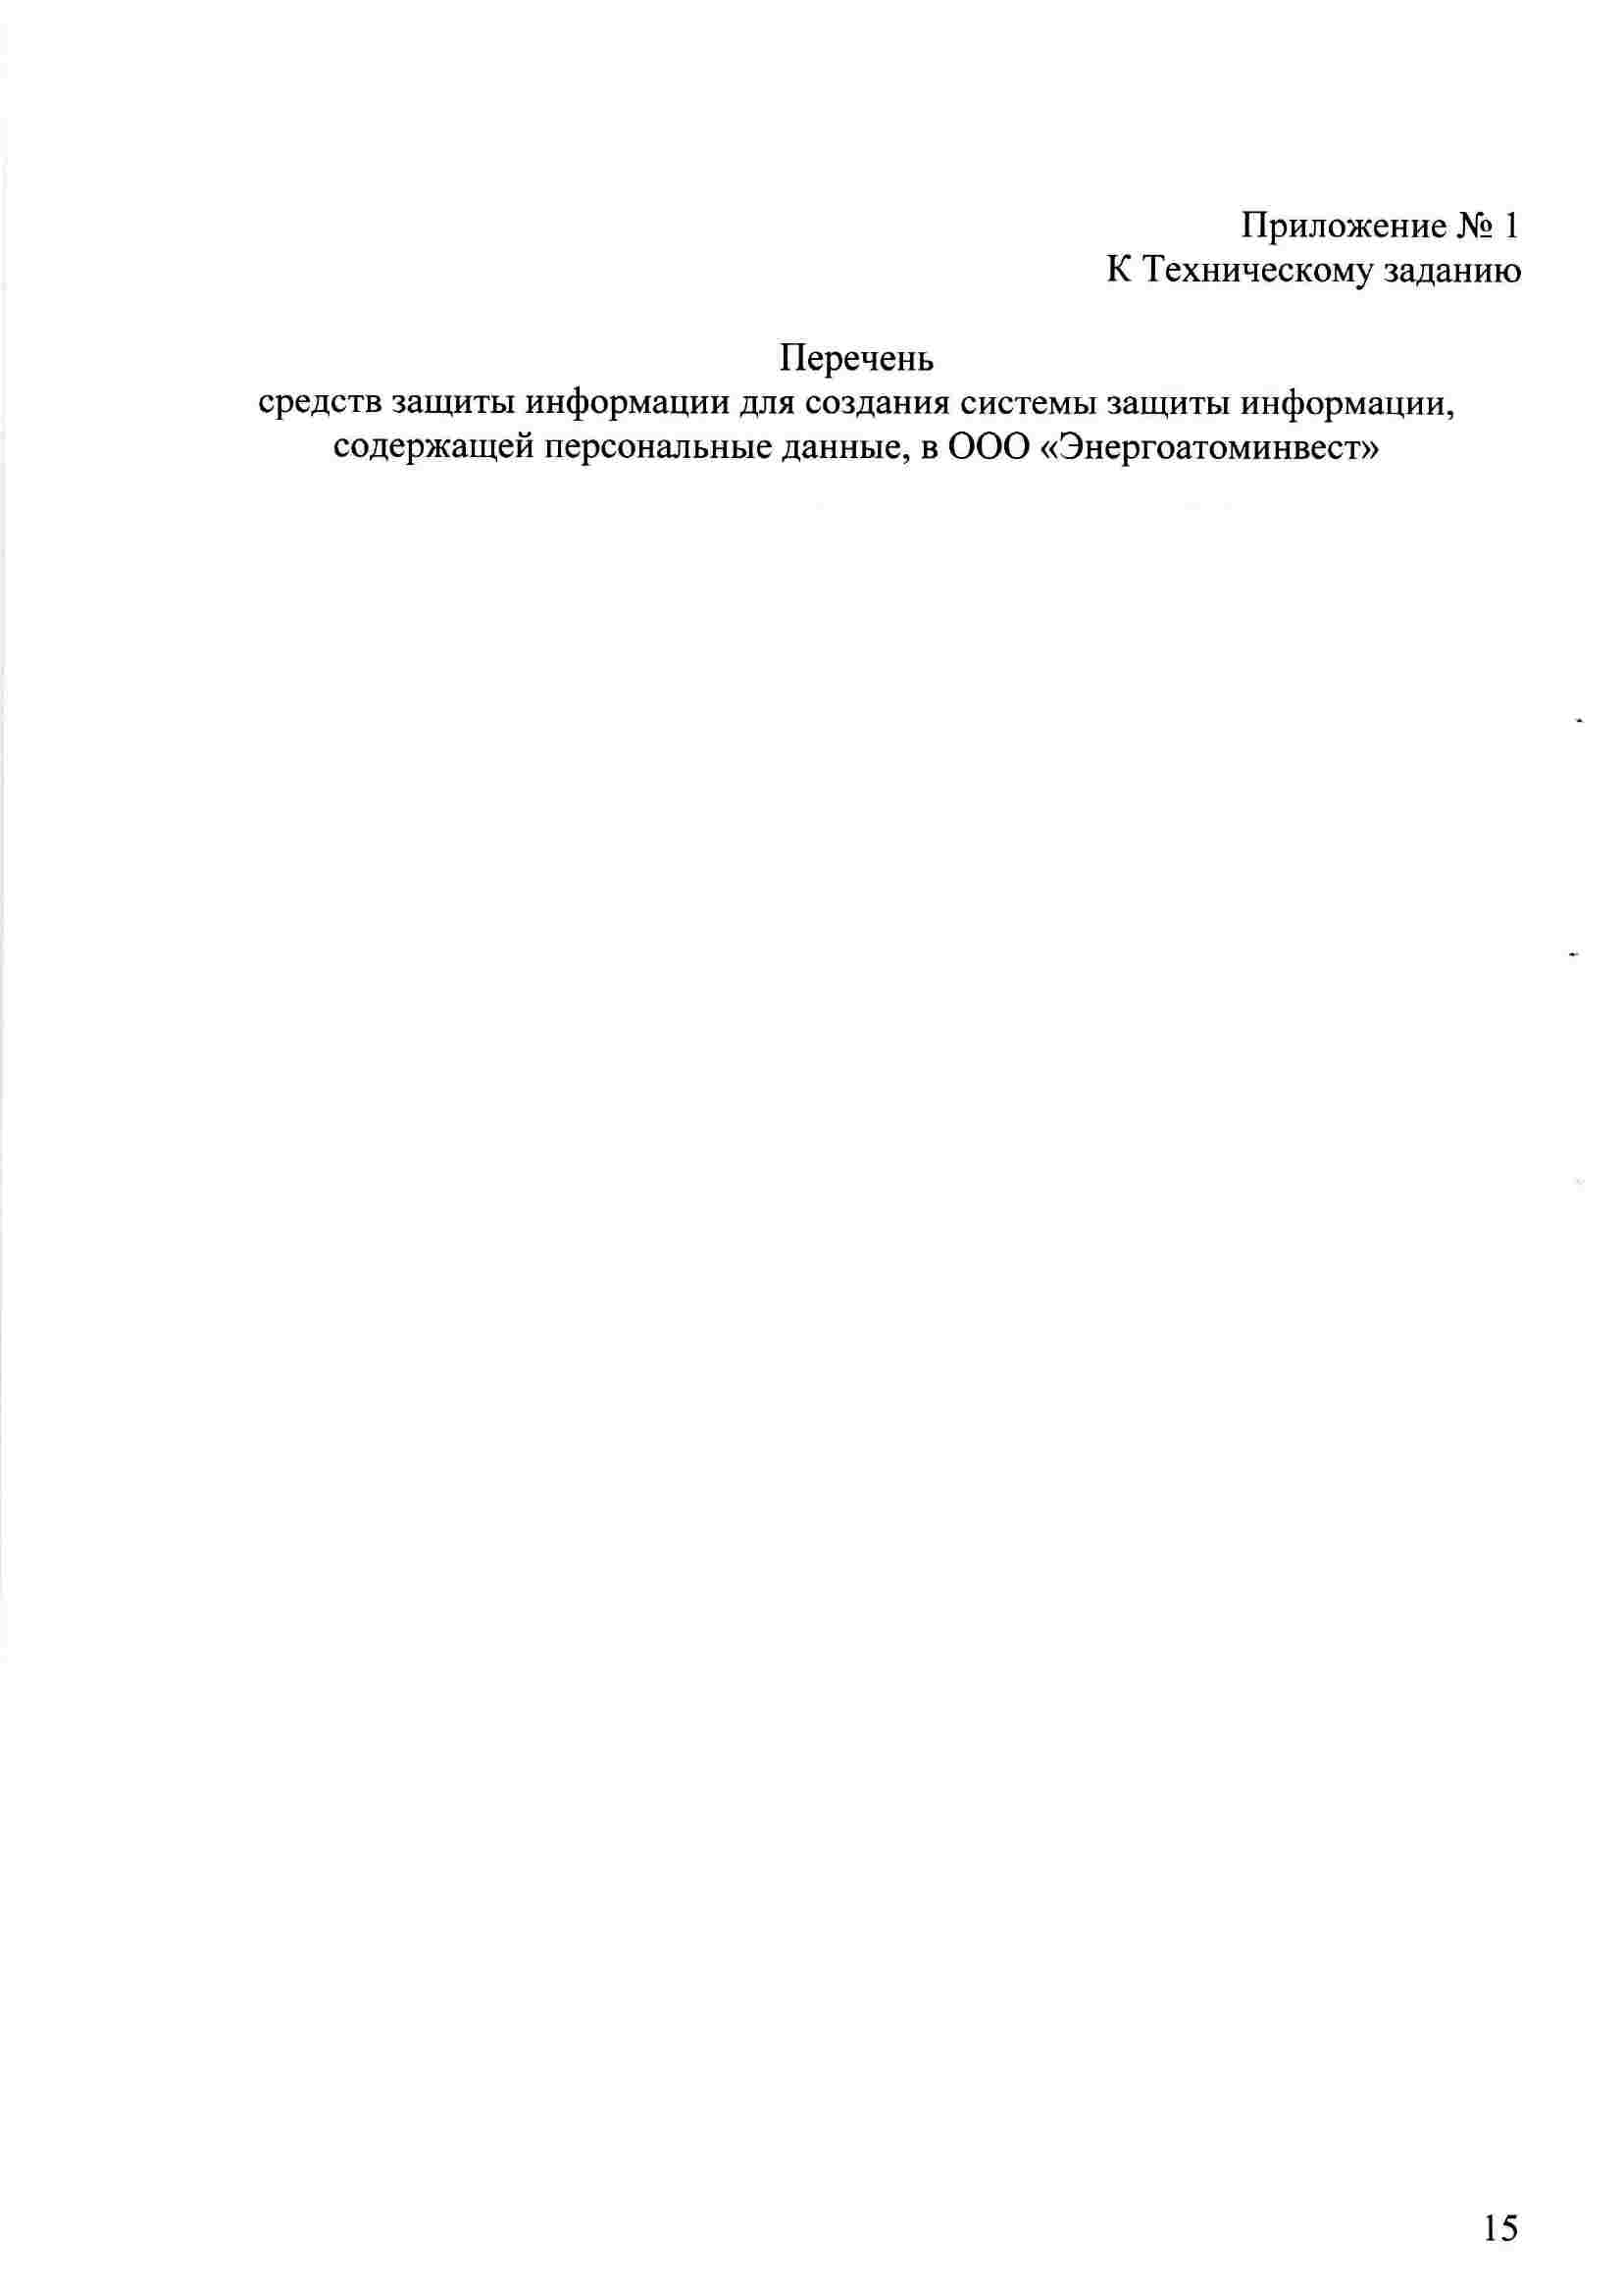 Приложение № 1
К Техническому заданию
Перечень
средств защиты информации для создания системы защиты информации,
содержащей персональные данные, в ООО «Энергоатоминвест»
15